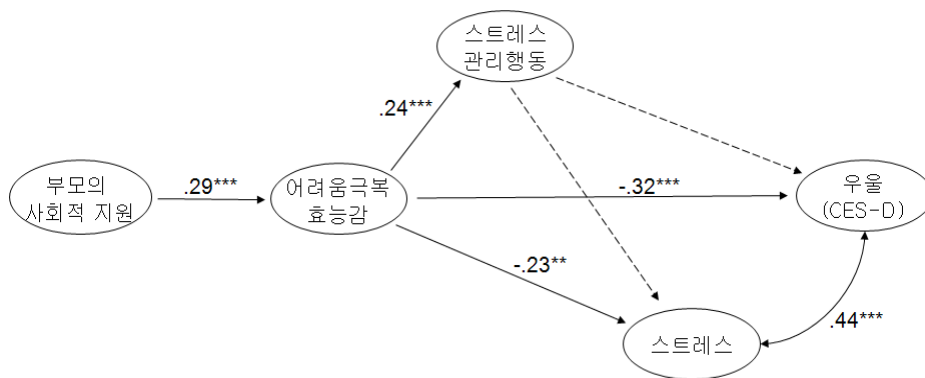 스트레스
관리행동
.24***
부모의
사회적 지원
.29***
어려움극복
효능감
-.32***
우울
(CES-D)
-.23**
.44***
스트레스